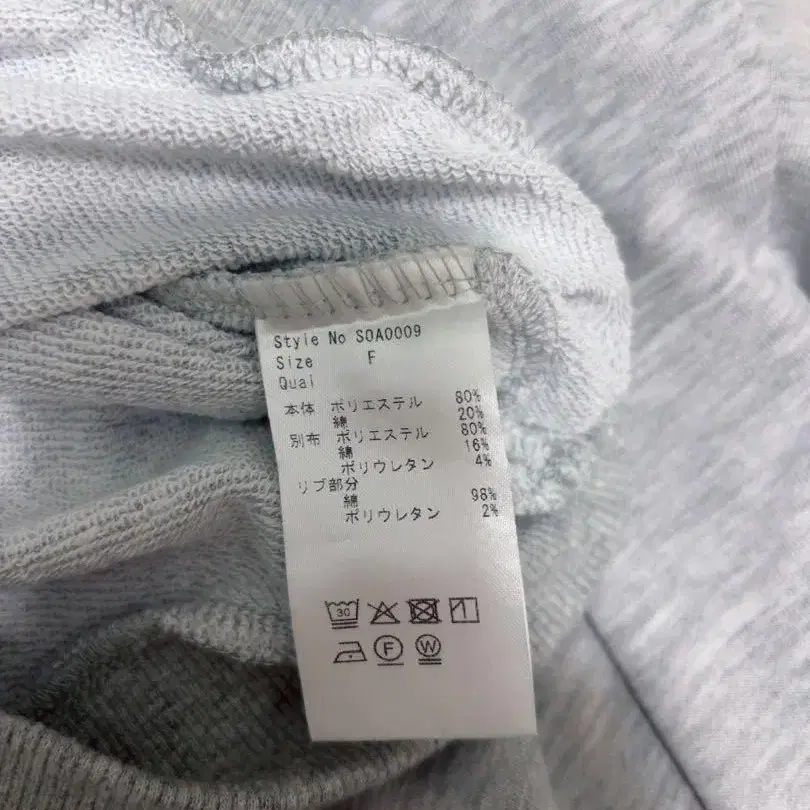 Style No SOA0009
Size F
Qual
本体 ポリエステル 80%
綿 20%
別布 ポリエステル 80%
綿 16%
ポリウレタン 4%
リブ部分
綿 98%
ポリウレタン 2%
30
F W